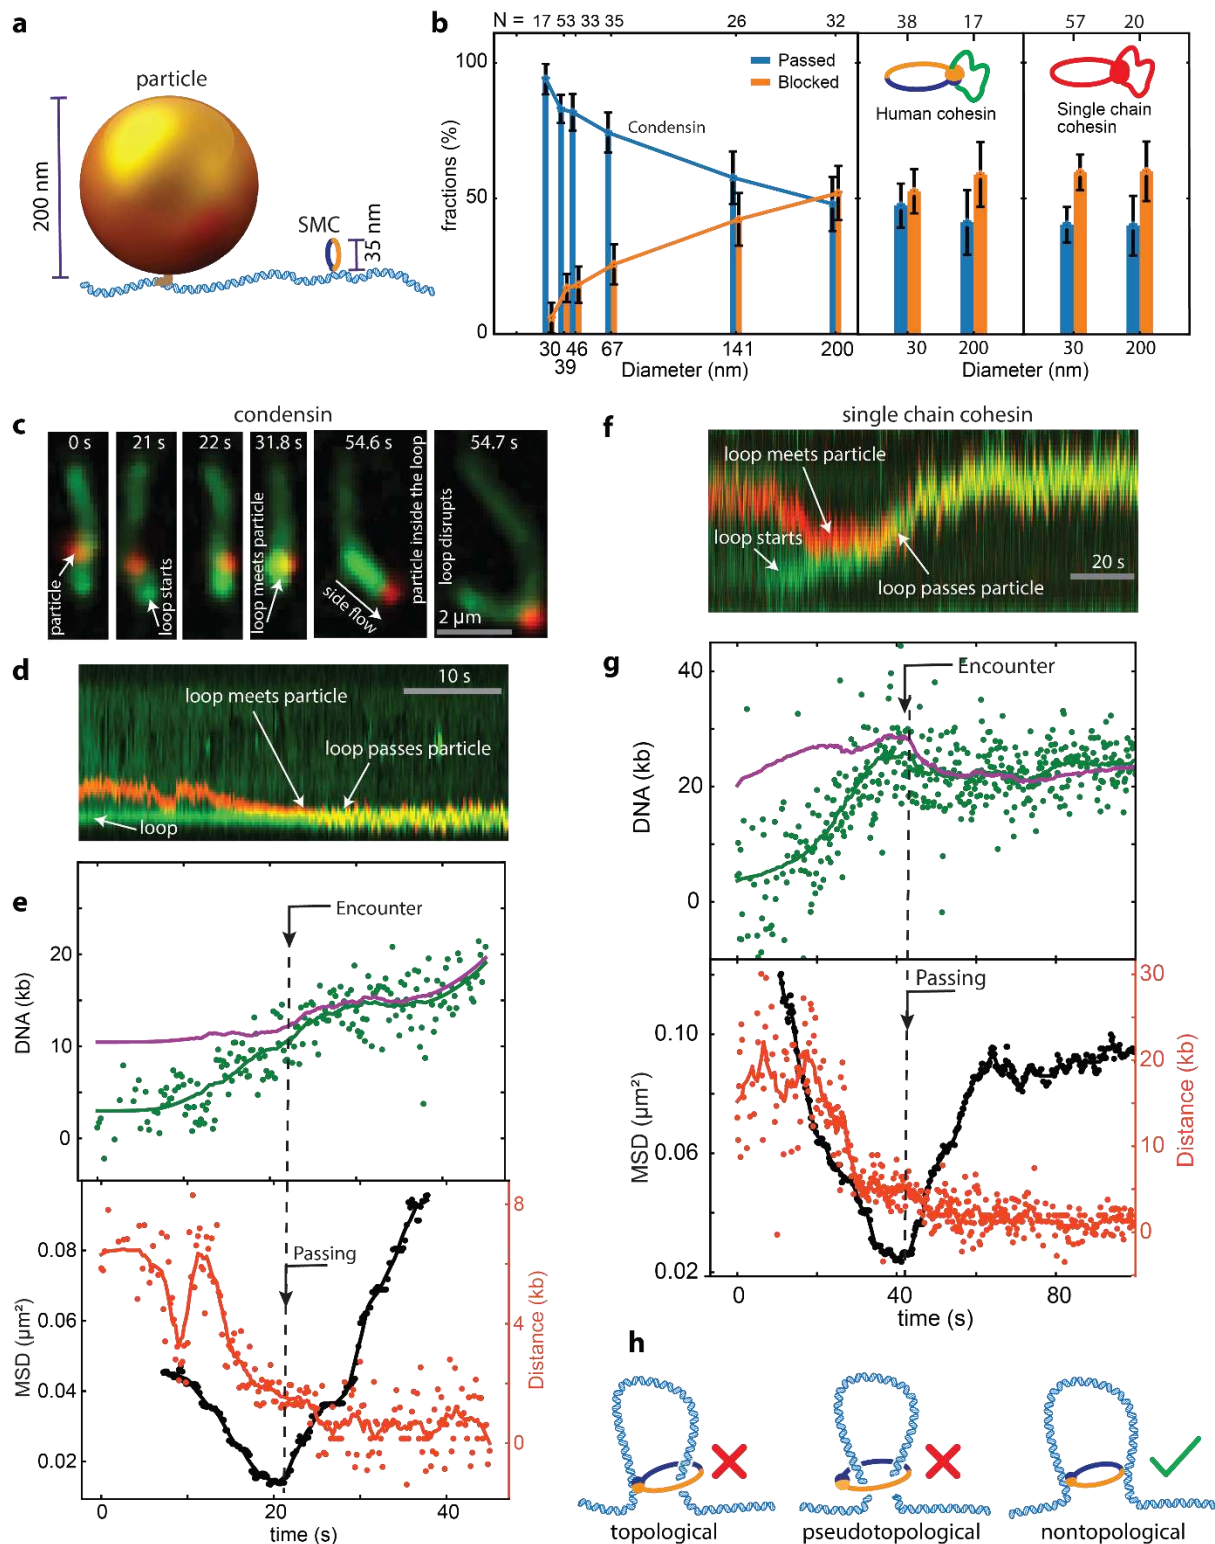 a
particle
200 nm
SMC
35 nm
b
N = 17 53 33 35 26 32 38 17 57 20
100
50
0
fractions (%)
Passed
Blocked
Condensin
Human cohesin
Single chain
cohesin
30 39 46 67 141 200
Diameter (nm)
30 200
30 200
Diameter (nm)
condensin
c
0 s
21 s
22 s
31.8 s
54.6 s
54.7 s
particle
loop starts
loop meets particle
side flow
particle inside the loop
loop disrupts
2 µm
d
10 s
loop meets particle
loop passes particle
loop
e
Encounter
20
10
0
DNA (kb)
Passing
0.08
0.06
0.04
0.02
MSD (µm²)
8
4
0
Distance (kb)
0 20 40
time (s)
single chain cohesin
f
loop meets particle
loop starts
loop passes particle
20 s
g
40
20
0
DNA (kb)
Encounter
Passing
0.10
0.06
0.02
MSD (µm²)
30
20
10
0
Distance (kb)
0 40 80
time (s)
h
topological
pseudotopological
nontopological